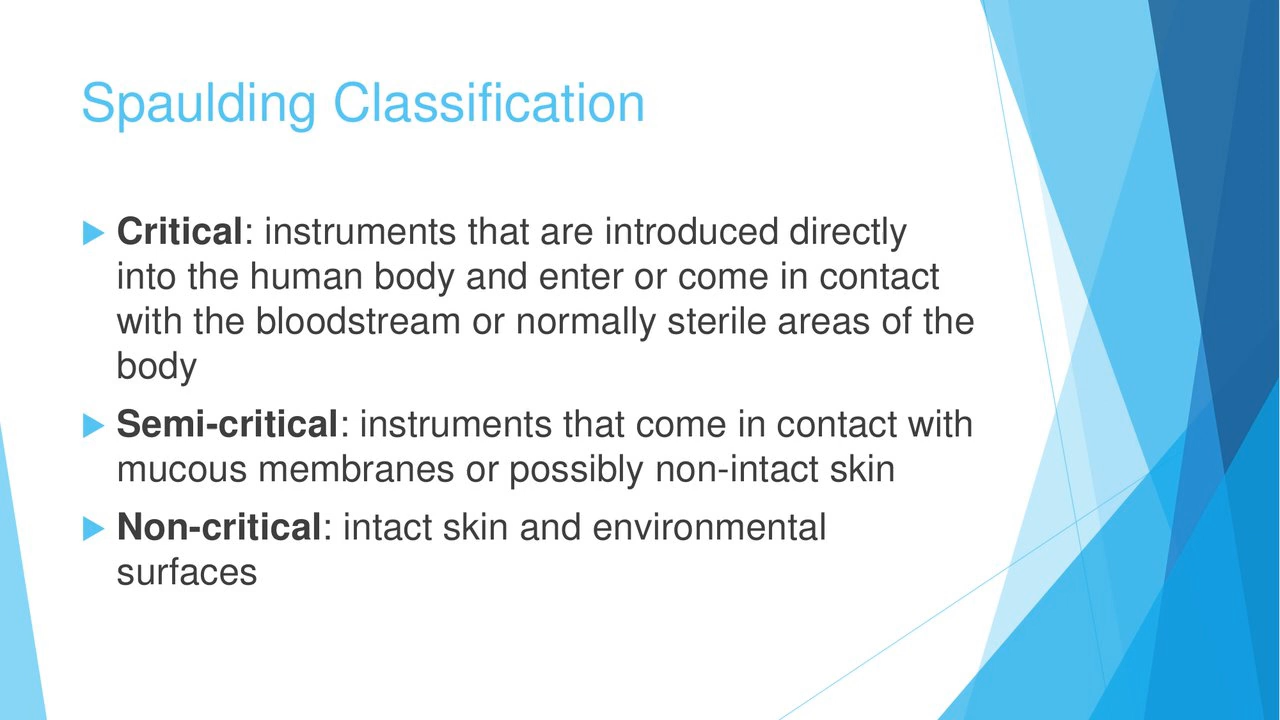 Spaulding Classification
Critical: instruments that are introduced directly
into the human body and enter or come in contact
with the bloodstream or normally sterile areas of the
body
Semi-critical: instruments that come in contact with
mucous membranes or possibly non-intact skin
Non-critical: intact skin and environmental
surfaces